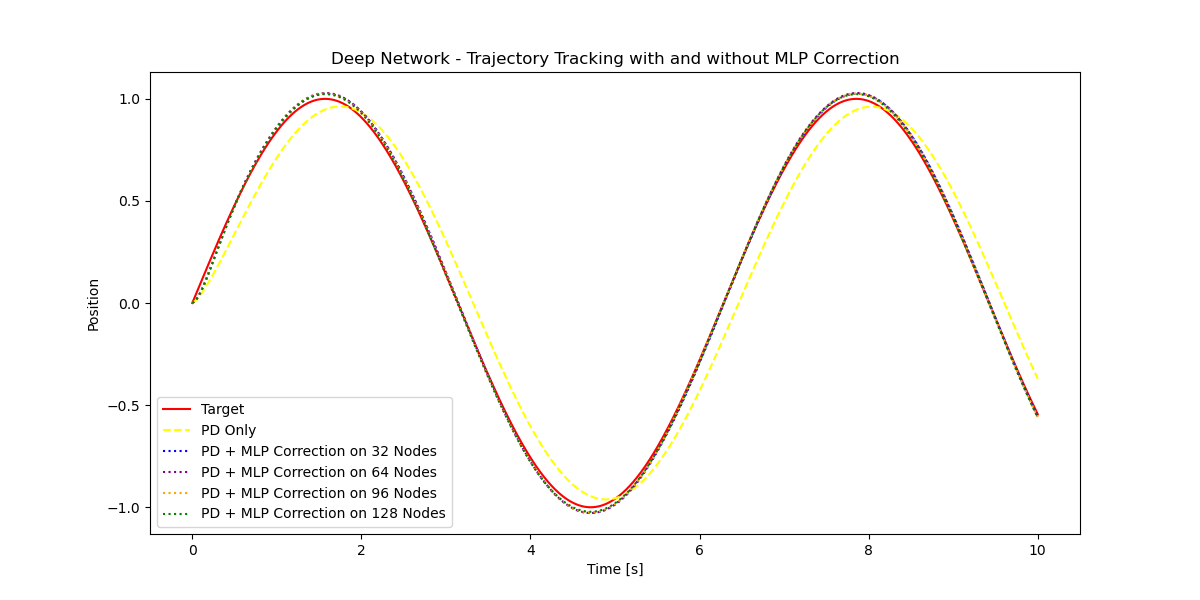 Deep Network - Trajectory Tracking with and without MLP Correction
1.0
0.5
0.0
−0.5
−1.0
Position
Target
PD Only
PD + MLP Correction on 32 Nodes
PD + MLP Correction on 64 Nodes
PD + MLP Correction on 96 Nodes
PD + MLP Correction on 128 Nodes
0 2 4 6 8 10
Time [s]